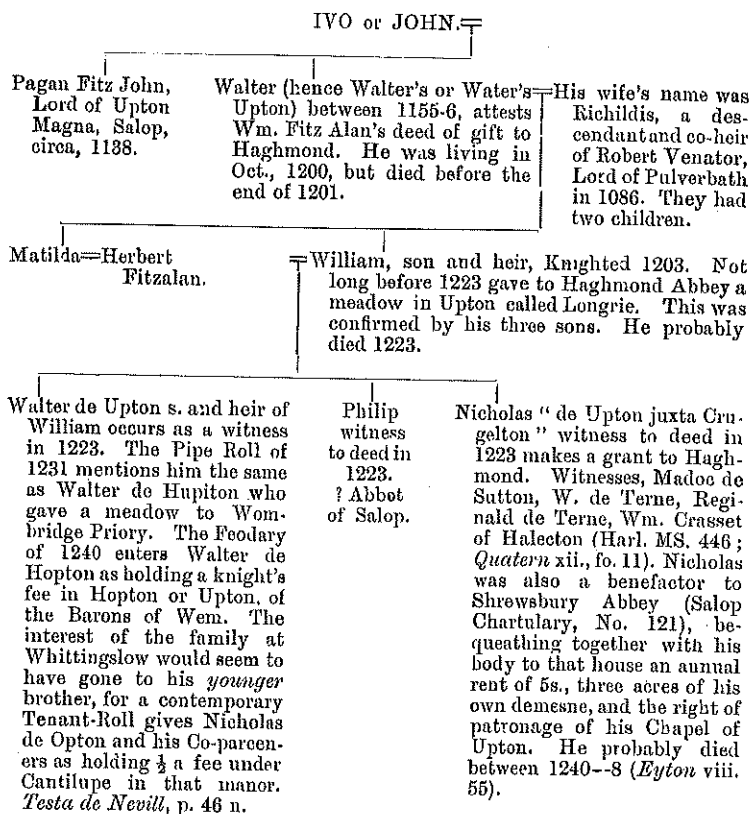 IVO or JOHN.
Pagan Fitz John,
Lord of Upton
Magna, Salop,
circa, 1138.
Walter (hence Walter's or Water's
Upton) between 1155-6, attests
Wm. Fitz Alan's deed of gift to
Haghmond. He was living in
Oct., 1200, but died before the
end of 1201.
His wife's name was
Richildis, a des-
cendant and co-heir
of Robert Venator,
Lord of Pulverbath
in 1086. They had
two children.
Matilda=Herbert
Fitzalan.
William, son and heir, Knighted 1203. Not
long before 1223 gave to Haghmond Abbey a
meadow in Upton called Longrie. This was
confirmed by his three sons. He probably
died 1223.
Walter de Upton s. and heir of
William occurs as a witness
in 1223. The Pipe Roll of
1231 mentions him the same
as Walter de Hupiton who
gave a meadow to Wom-
bridge Priory. The Feodary
of 1240 enters Walter de
Hopton as holding a knight's
fee in Hopton or Upton, of
the Barons of Wem. The
interest of the family at
Whittingslow would seem to
have gone to his younger
brother, for a contemporary
Tenant-Roll gives Nicholas
de Opton and his Co-parcen-
ers as holding ½ a fee under
Cantilupe in that manor.
Testa de Nevill, p. 46 n.
Philip
witness
to deed in
1223.
? Abbot
of Salop.
Nicholas "de Upton juxta Cru-
gelton" witness to deed in
1223 makes a grant to Hagh-
mond. Witnesses, Madoc de
Sutton, W. de Terne, Regi-
nald de Terne, Wm. Crasset
of Halecton (Harl. MS. 446;
Quatern xii., fo. 11). Nicholas
was also a benefactor to
Shrewsbury Abbey (Salop
Chartulary, No. 121), be-
queathing together with his
body to that house an annual
rent of 5s., three acres of his
own demesne, and the right of
patronage of his Chapel of
Upton. He probably died
between 1240--8 (Eyton viii.
55).